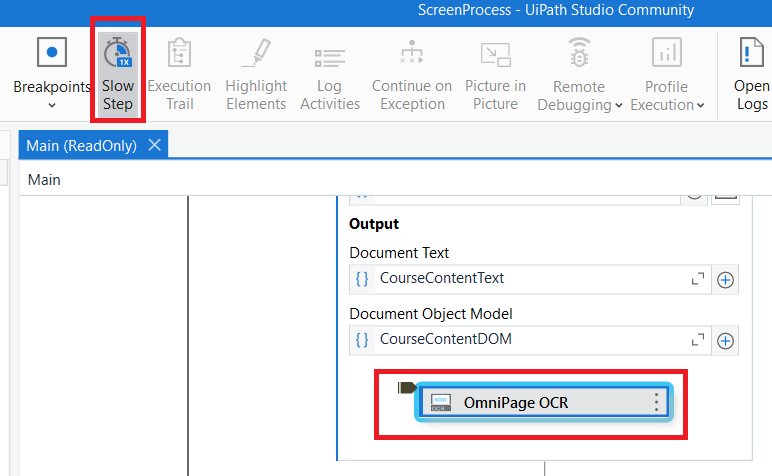 ScreenProcess - UiPath Studio Community
1X
Breakpoints
Slow
Step
Execution
Trail
Highlight
Elements
Log
Activities
Continue on
Exception
Picture in
Picture
Remote
Debugging
Profile
Execution
Open
Logs
Main (ReadOnly)
Main
Output
Document Text
{} CourseContentText
Document Object Model
{} CourseContentDOM
OCR OmniPage OCR